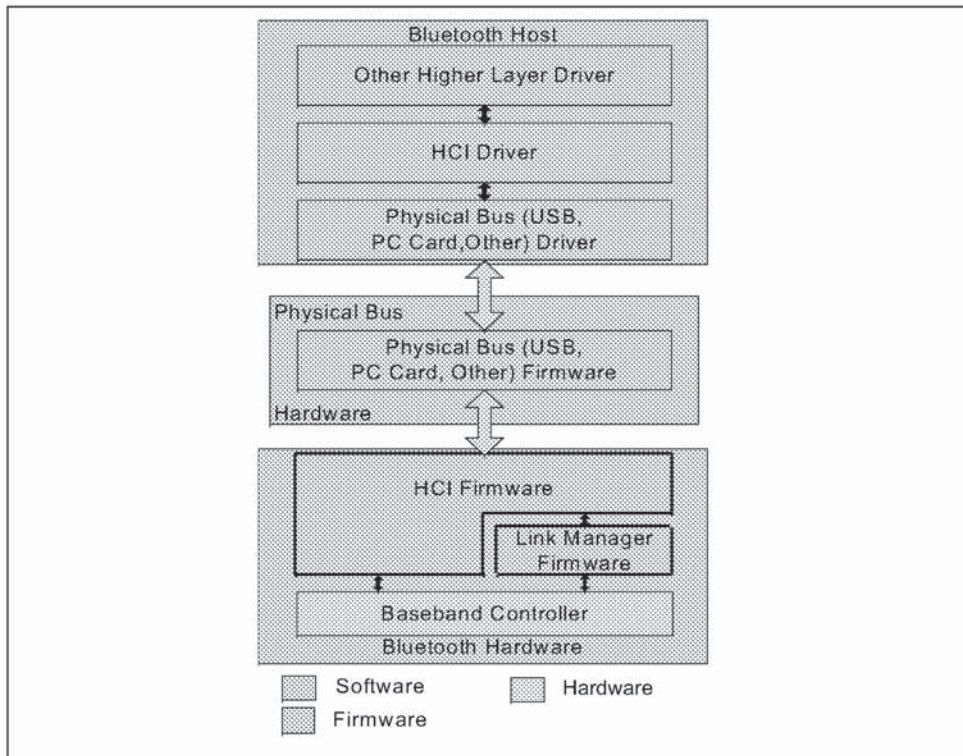 Bluetooth Host
Other Higher Layer Driver
HCI Driver
Physical Bus (USB,
PC Card,Other) Driver
Physical Bus
Physical Bus (USB,
PC Card, Other) Firmware
Hardware
HCI Firmware
Link Manager
Firmware
Baseband Controller
Bluetooth Hardware
Software
Hardware
Firmware